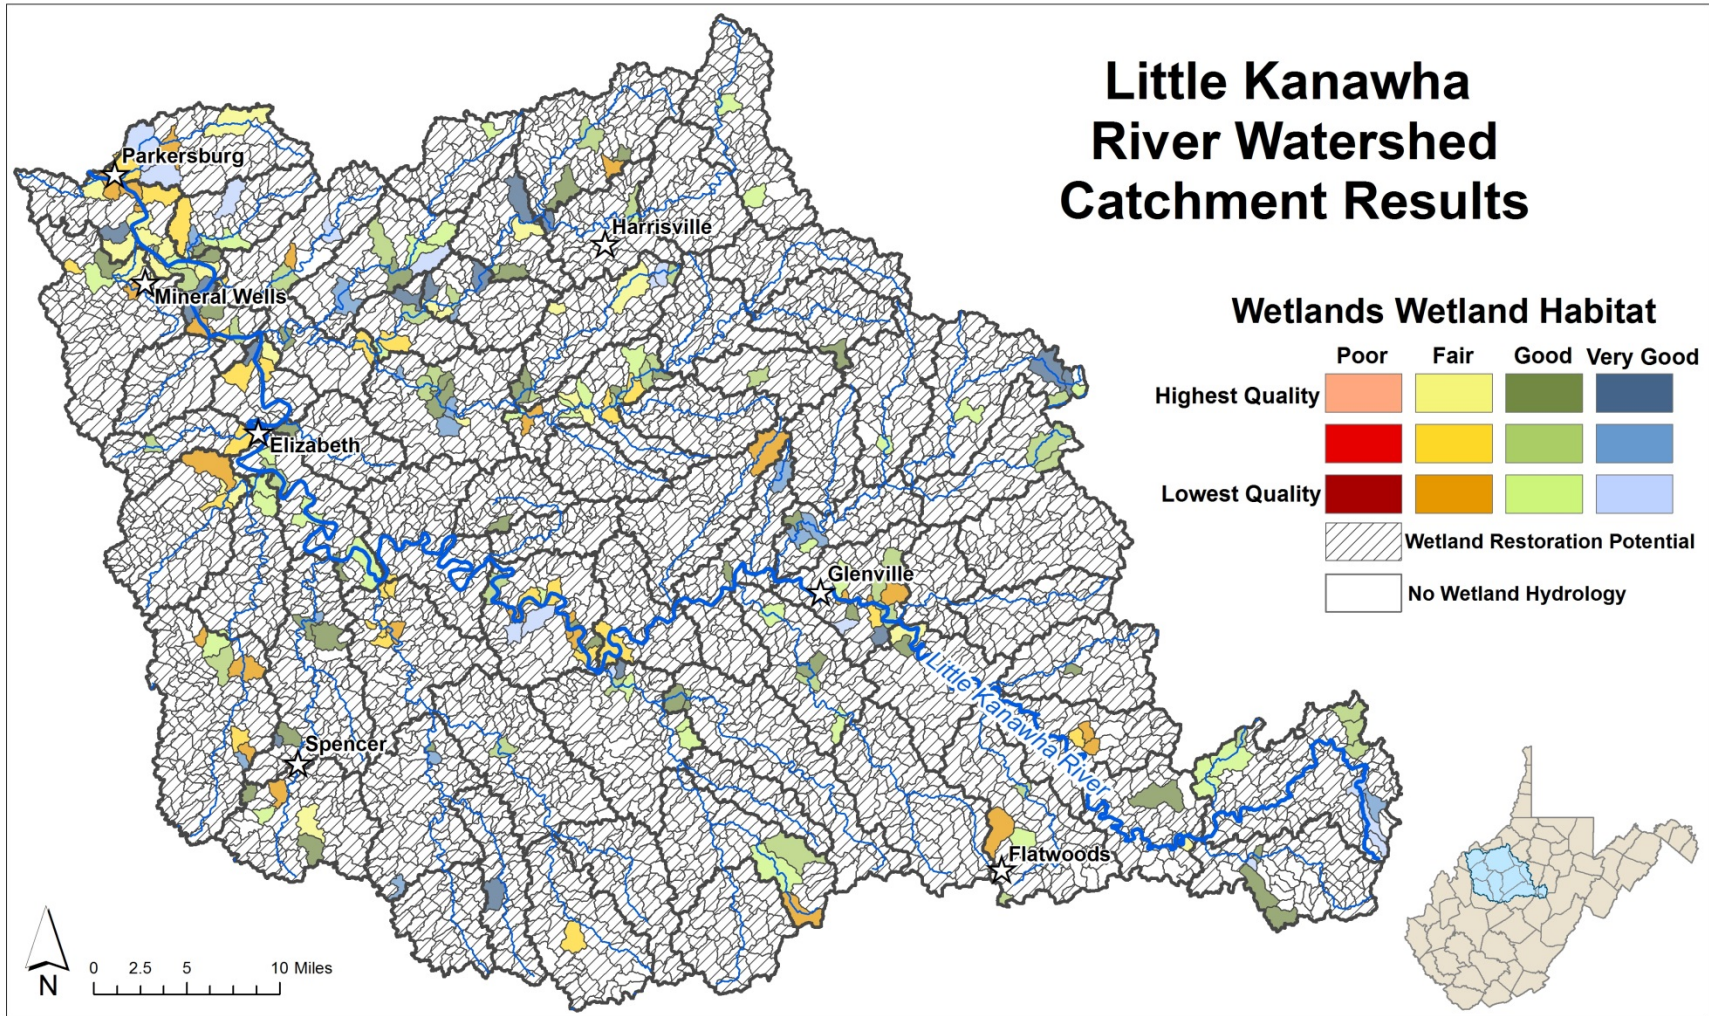 Little Kanawha
River Watershed
Catchment Results
Parkersburg
Harrisville
Mineral Wells
Wetlands Wetland Habitat
Poor Fair Good Very Good
Highest Quality
Elizabeth
Lowest Quality
Wetland Restoration Potential
Glenville
No Wetland Hydrology
Little Kanawha River
Spencer
Flatwoods
N
0 2.5 5 10 Miles